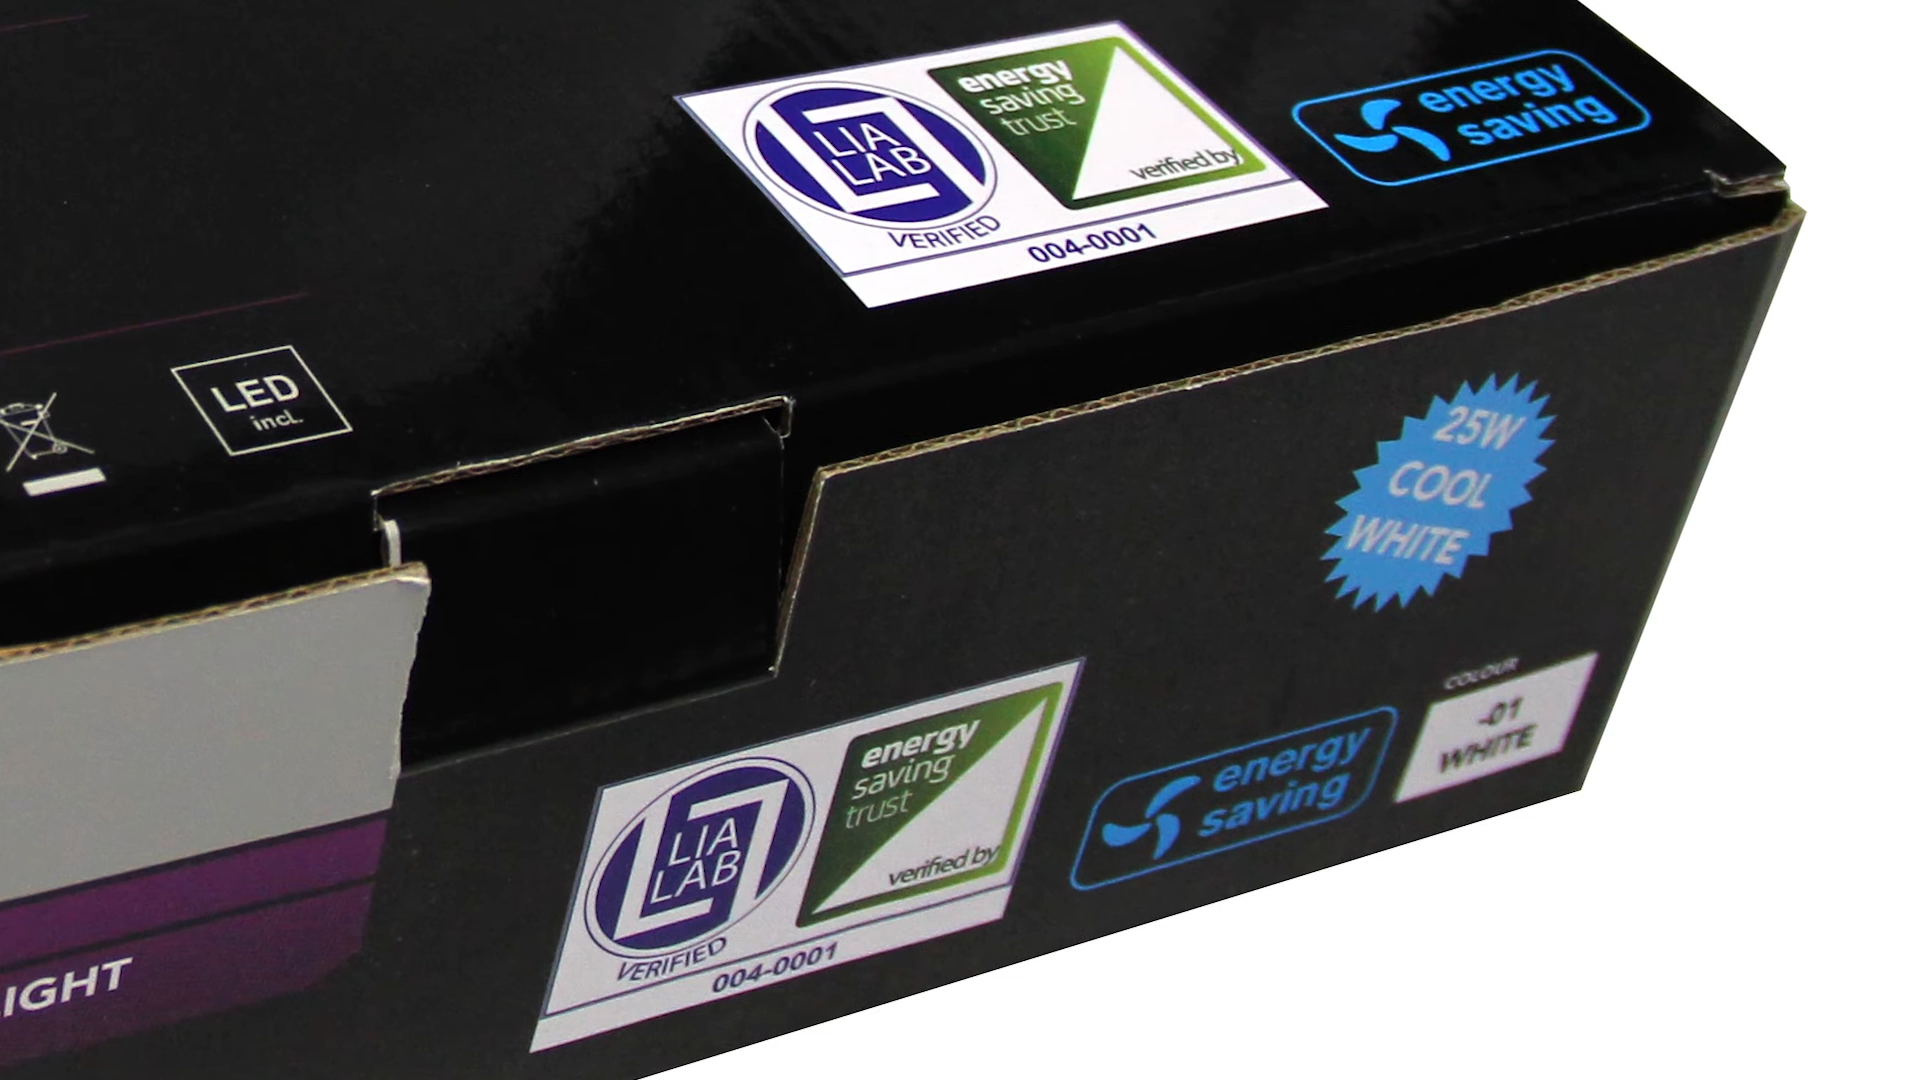 LIA
LAB
VERIFIED
energy
saving
trust
verified by
004-0001
energy
saving
LED
incl.
25W
COOL
WHITE
COLOUR
-01
WHITE
LIA
LAB
VERIFIED
energy
saving
trust
verified by
004-0001
energy
saving
IGHT